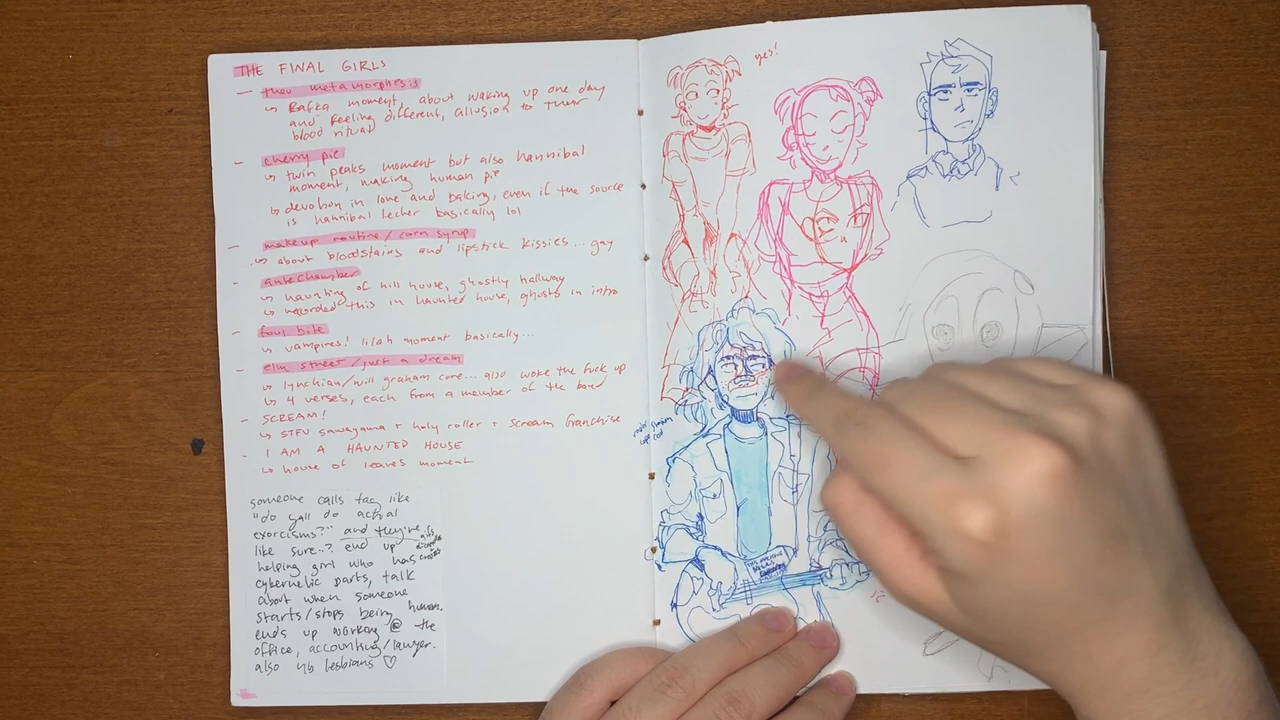 THE FINAL GIRLS
— their metamorphosis
↳ Kafka moment, about waking up one day
and feeling different, allusion to their
blood ritual
- cherry pie
↳ twin peaks moment but also hannibal
moment, making human pie
↳ devotion in love and baking, even if the source
is hannibal lecter basically lol
- makeup routine/corn syrup
↳ about bloodstains and lipstick kissies... gay
- antechamber
↳ haunting of hill house, ghostly hallway
↳ recorded this in haunted house, ghosts in intro
- foul bite
↳ vampires! lilah moment basically...
- elm street/just a dream
↳ lynchian/will graham core... also woke the fuck up
↳ 4 verses, each from a member of the band
- SCREAM!
↳ STFU sawayama + holy roller + scream franchise
- I AM A HAUNTED HOUSE
↳ house of leaves moment
someone calls tag like
"do yall do actual
exorcisms?" and they're
like sure..? end up
helping girl who has
cybernetic parts, talk
about when someone
starts/stops being human.
ends up working @ the
office, accounting/lawyer.
also nb lesbians ♡
yes!